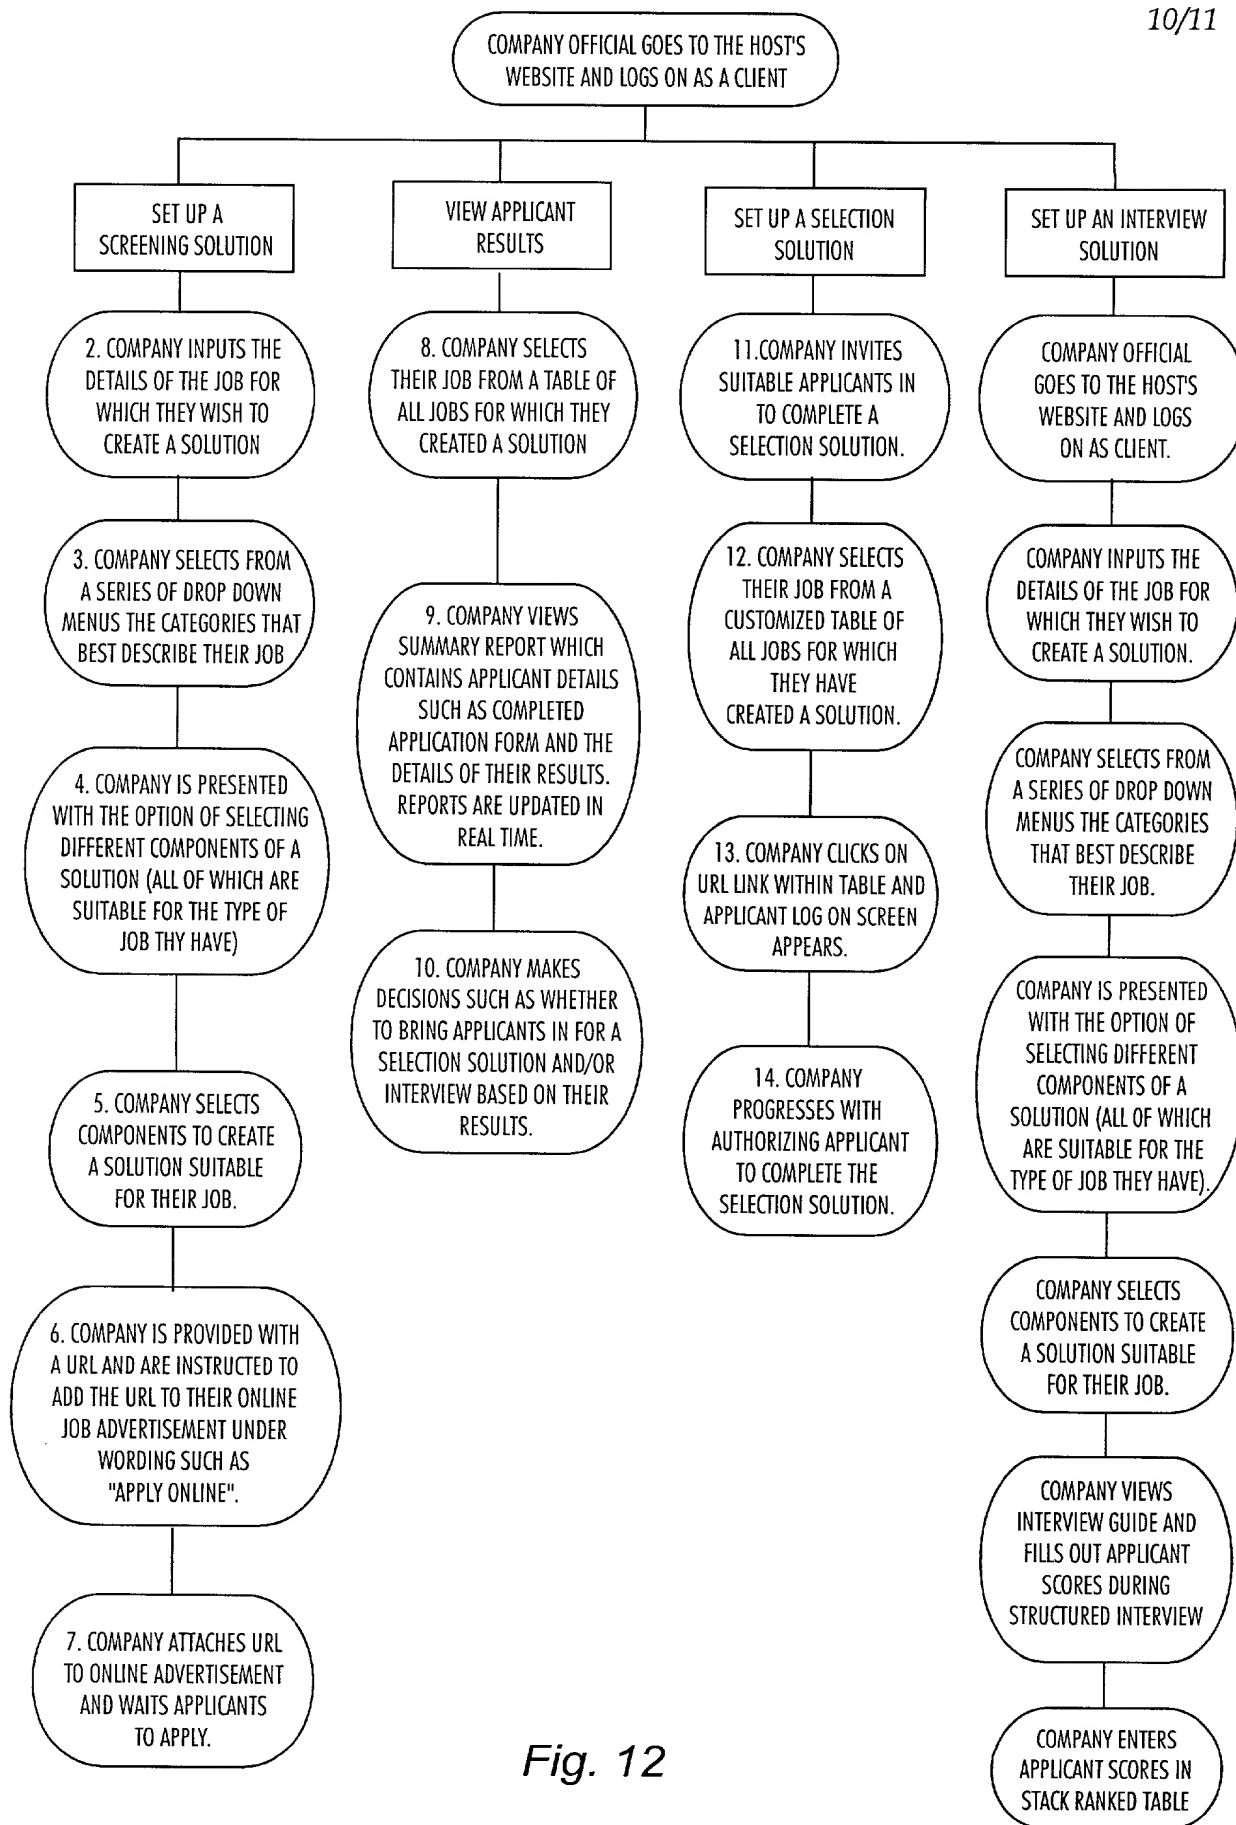 10/11
COMPANY OFFICIAL GOES TO THE HOST'S
WEBSITE AND LOGS ON AS A CLIENT
SET UP A
SCREENING SOLUTION
2. COMPANY INPUTS THE
DETAILS OF THE JOB FOR
WHICH THEY WISH TO
CREATE A SOLUTION
3. COMPANY SELECTS FROM
A SERIES OF DROP DOWN
MENUS THE CATEGORIES THAT
BEST DESCRIBE THEIR JOB
4. COMPANY IS PRESENTED
WITH THE OPTION OF SELECTING
DIFFERENT COMPONENTS OF A
SOLUTION (ALL OF WHICH ARE
SUITABLE FOR THE TYPE OF
JOB THY HAVE)
5. COMPANY SELECTS
COMPONENTS TO CREATE
A SOLUTION SUITABLE
FOR THEIR JOB.
6. COMPANY IS PROVIDED WITH
A URL AND ARE INSTRUCTED TO
ADD THE URL TO THEIR ONLINE
JOB ADVERTISEMENT UNDER
WORDING SUCH AS
"APPLY ONLINE".
7. COMPANY ATTACHES URL
TO ONLINE ADVERTISEMENT
AND WAITS APPLICANTS
TO APPLY.
VIEW APPLICANT
RESULTS
8. COMPANY SELECTS
THEIR JOB FROM A TABLE OF
ALL JOBS FOR WHICH THEY
CREATED A SOLUTION
9. COMPANY VIEWS
SUMMARY REPORT WHICH
CONTAINS APPLICANT DETAILS
SUCH AS COMPLETED
APPLICATION FORM AND THE
DETAILS OF THEIR RESULTS.
REPORTS ARE UPDATED IN
REAL TIME.
10. COMPANY MAKES
DECISIONS SUCH AS WHETHER
TO BRING APPLICANTS IN FOR A
SELECTION SOLUTION AND/OR
INTERVIEW BASED ON THEIR
RESULTS.
SET UP A SELECTION
SOLUTION
11.COMPANY INVITES
SUITABLE APPLICANTS IN
TO COMPLETE A
SELECTION SOLUTION.
12. COMPANY SELECTS
THEIR JOB FROM A
CUSTOMIZED TABLE OF
ALL JOBS FOR WHICH
THEY HAVE
CREATED A SOLUTION.
13. COMPANY CLICKS ON
URL LINK WITHIN TABLE AND
APPLICANT LOG ON SCREEN
APPEARS.
14. COMPANY
PROGRESSES WITH
AUTHORIZING APPLICANT
TO COMPLETE THE
SELECTION SOLUTION.
SET UP AN INTERVIEW
SOLUTION
COMPANY OFFICIAL
GOES TO THE HOST'S
WEBSITE AND LOGS
ON AS CLIENT.
COMPANY INPUTS THE
DETAILS OF THE JOB FOR
WHICH THEY WISH TO
CREATE A SOLUTION.
COMPANY SELECTS FROM
A SERIES OF DROP DOWN
MENUS THE CATEGORIES
THAT BEST DESCRIBE
THEIR JOB.
COMPANY IS PRESENTED
WITH THE OPTION OF
SELECTING DIFFERENT
COMPONENTS OF A
SOLUTION (ALL OF WHICH
ARE SUITABLE FOR THE
TYPE OF JOB THEY HAVE).
COMPANY SELECTS
COMPONENTS TO CREATE
A SOLUTION SUITABLE
FOR THEIR JOB.
COMPANY VIEWS
INTERVIEW GUIDE AND
FILLS OUT APPLICANT
SCORES DURING
STRUCTURED INTERVIEW
COMPANY ENTERS
APPLICANT SCORES IN
STACK RANKED TABLE
Fig. 12